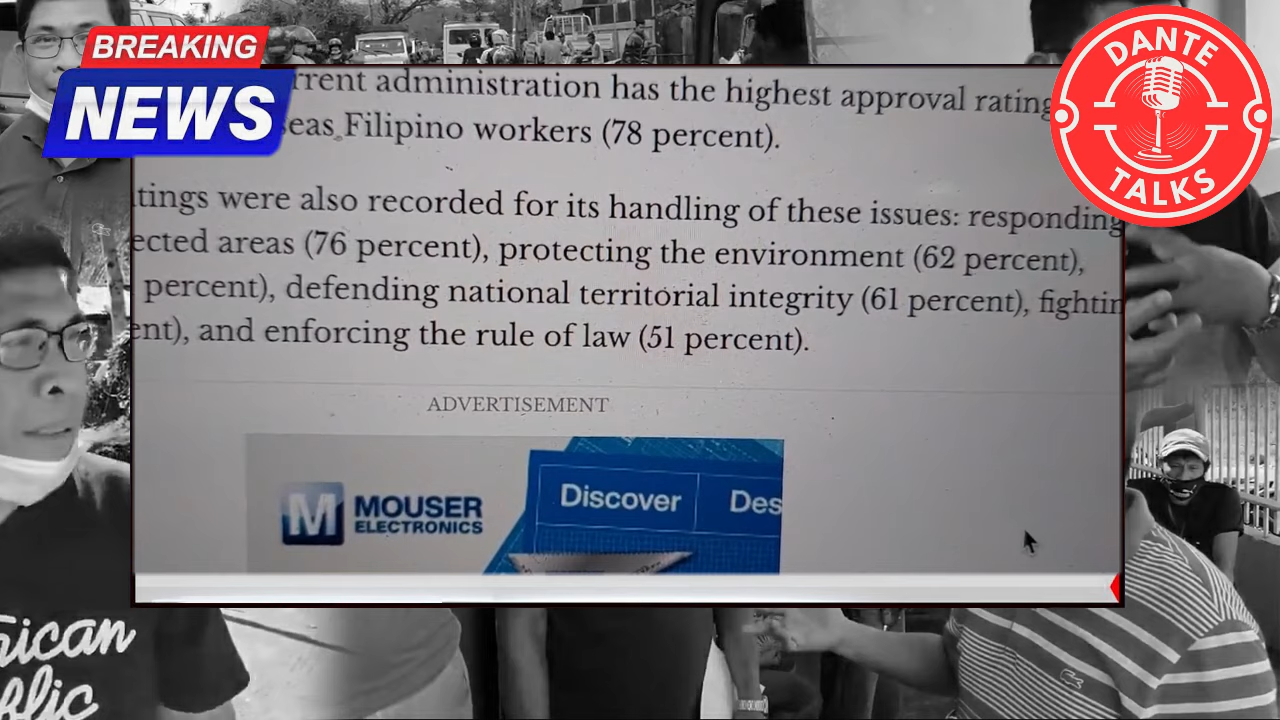 BREAKING
NEWS
DANTE
TALKS
rrent administration has the highest approval rating
seas Filipino workers (78 percent).
tings were also recorded for its handling of these issues: responding
ected areas (76 percent), protecting the environment (62 percent),
percent), defending national territorial integrity (61 percent), fightin
ent), and enforcing the rule of law (51 percent).
ADVERTISEMENT
M MOUSER
ELECTRONICS
Discover
Des
rican
blic